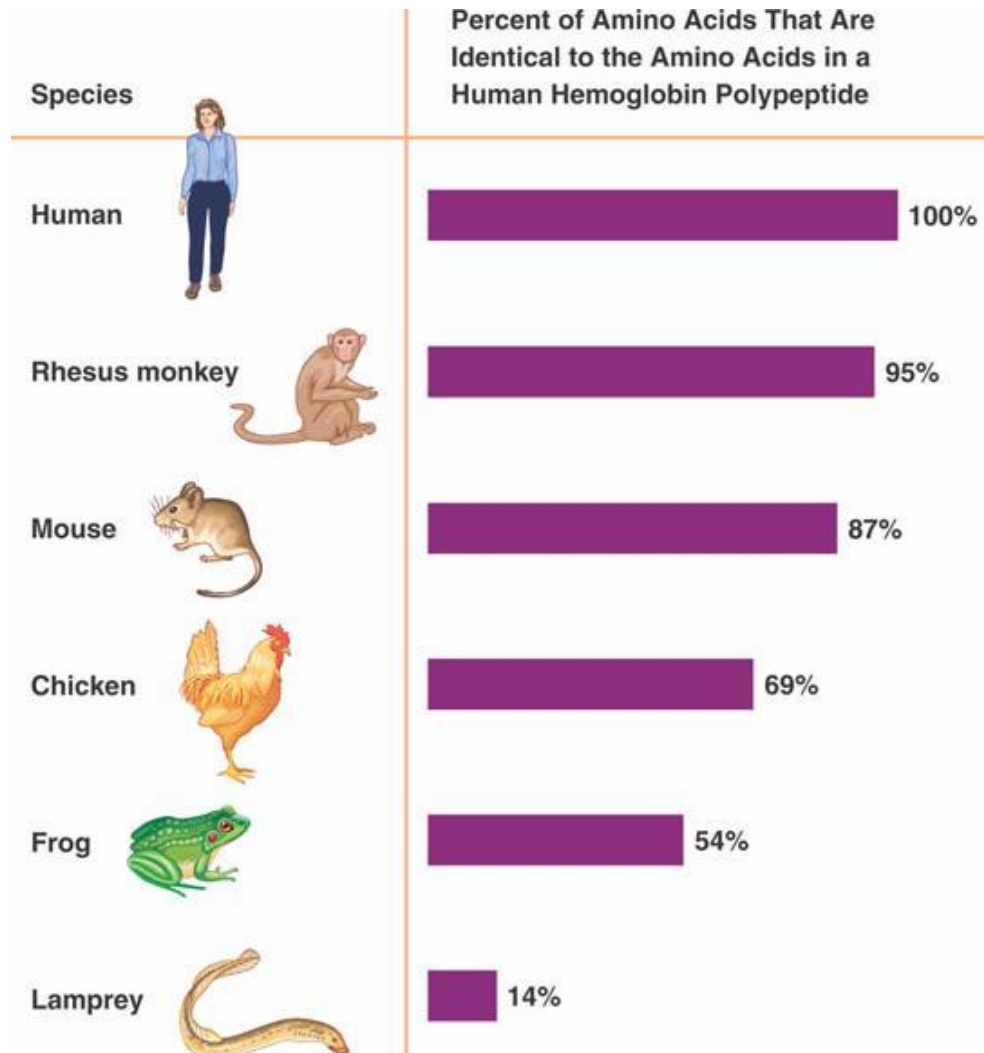 Percent of Amino Acids That Are
Identical to the Amino Acids in a
Human Hemoglobin Polypeptide
Species
Human
100%
Rhesus monkey
95%
Mouse
87%
Chicken
69%
Frog
54%
Lamprey
14%